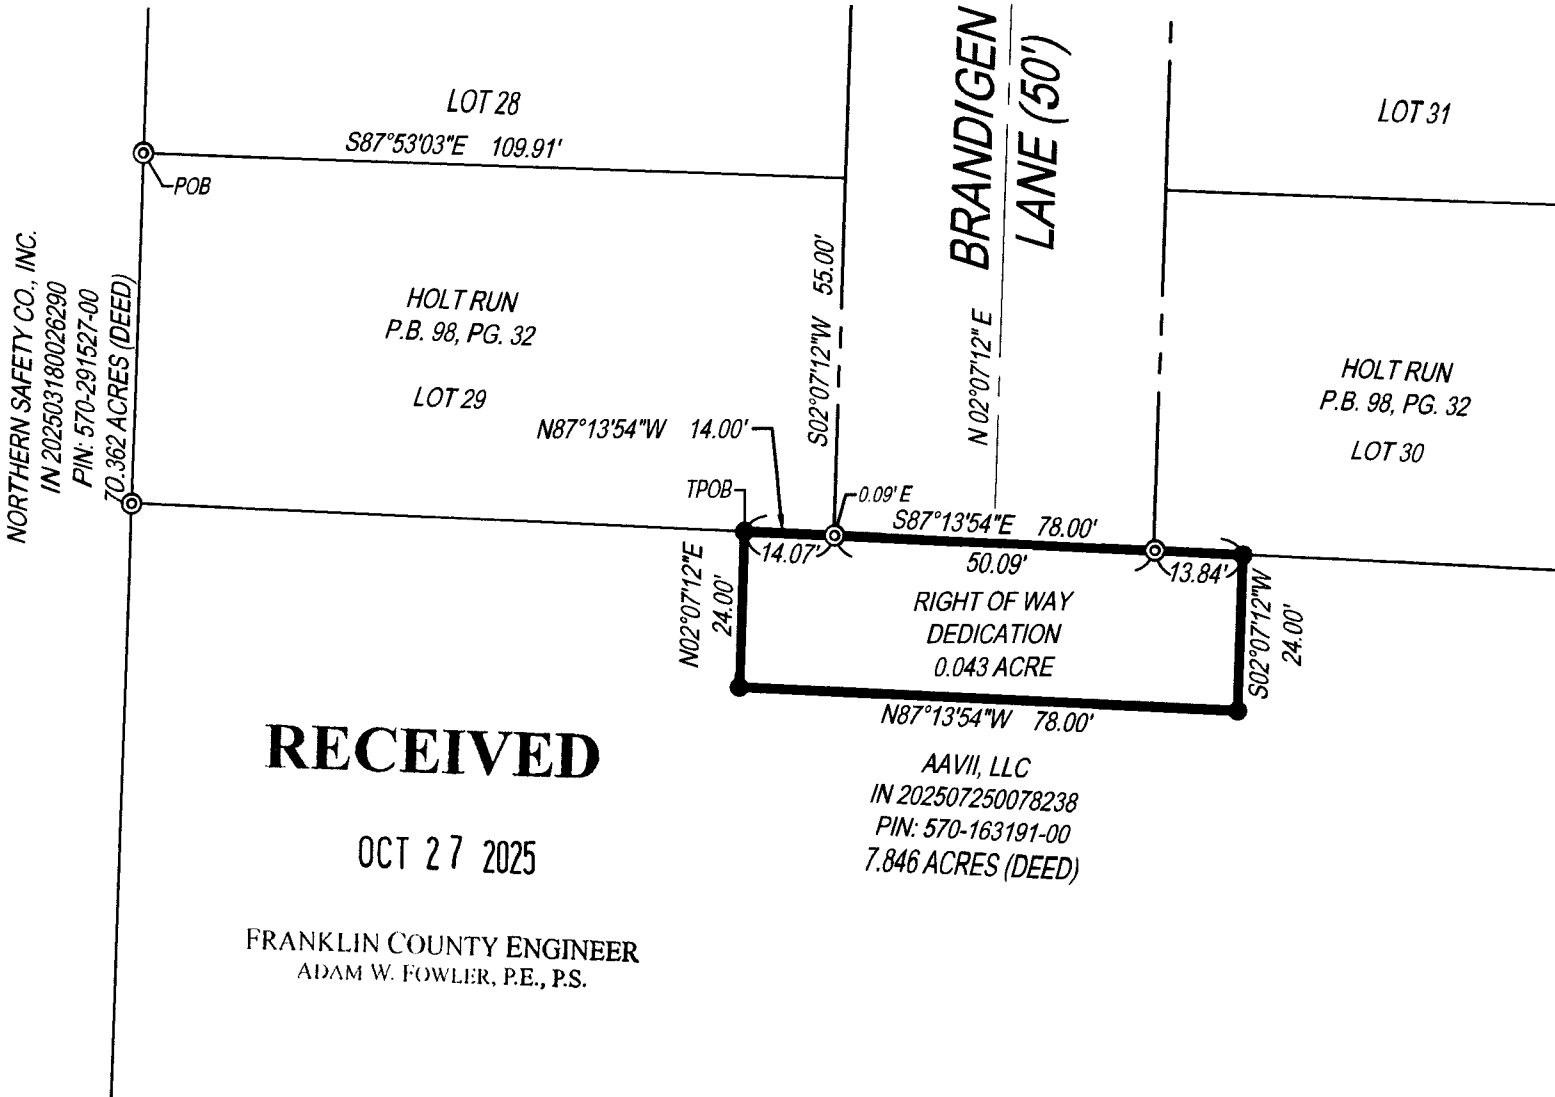 LOT 28
S87°53'03"E 109.91'
POB
BRANDIGEN
LANE (50')
LOT 31
NORTHERN SAFETY CO., INC.
IN 202503180026290
PIN: 570-291527-00
70.362 ACRES (DEED)
HOLT RUN
P.B. 98, PG. 32
LOT 29
S02°07'12"W 55.00'
N 02°07'12" E
HOLT RUN
P.B. 98, PG. 32
LOT 30
N87°13'54"W 14.00'
TPOB
0.09' E
S87°13'54"E 78.00'
14.07'
50.09'
13.84'
N02°07'12"E
24.00'
RIGHT OF WAY
DEDICATION
0.043 ACRE
S02°07'12"W
24.00'
N87°13'54"W 78.00'
AAVII, LLC
IN 202507250078238
PIN: 570-163191-00
7.846 ACRES (DEED)
RECEIVED
OCT 27 2025
FRANKLIN COUNTY ENGINEER
ADAM W. FOWLER, P.E., P.S.